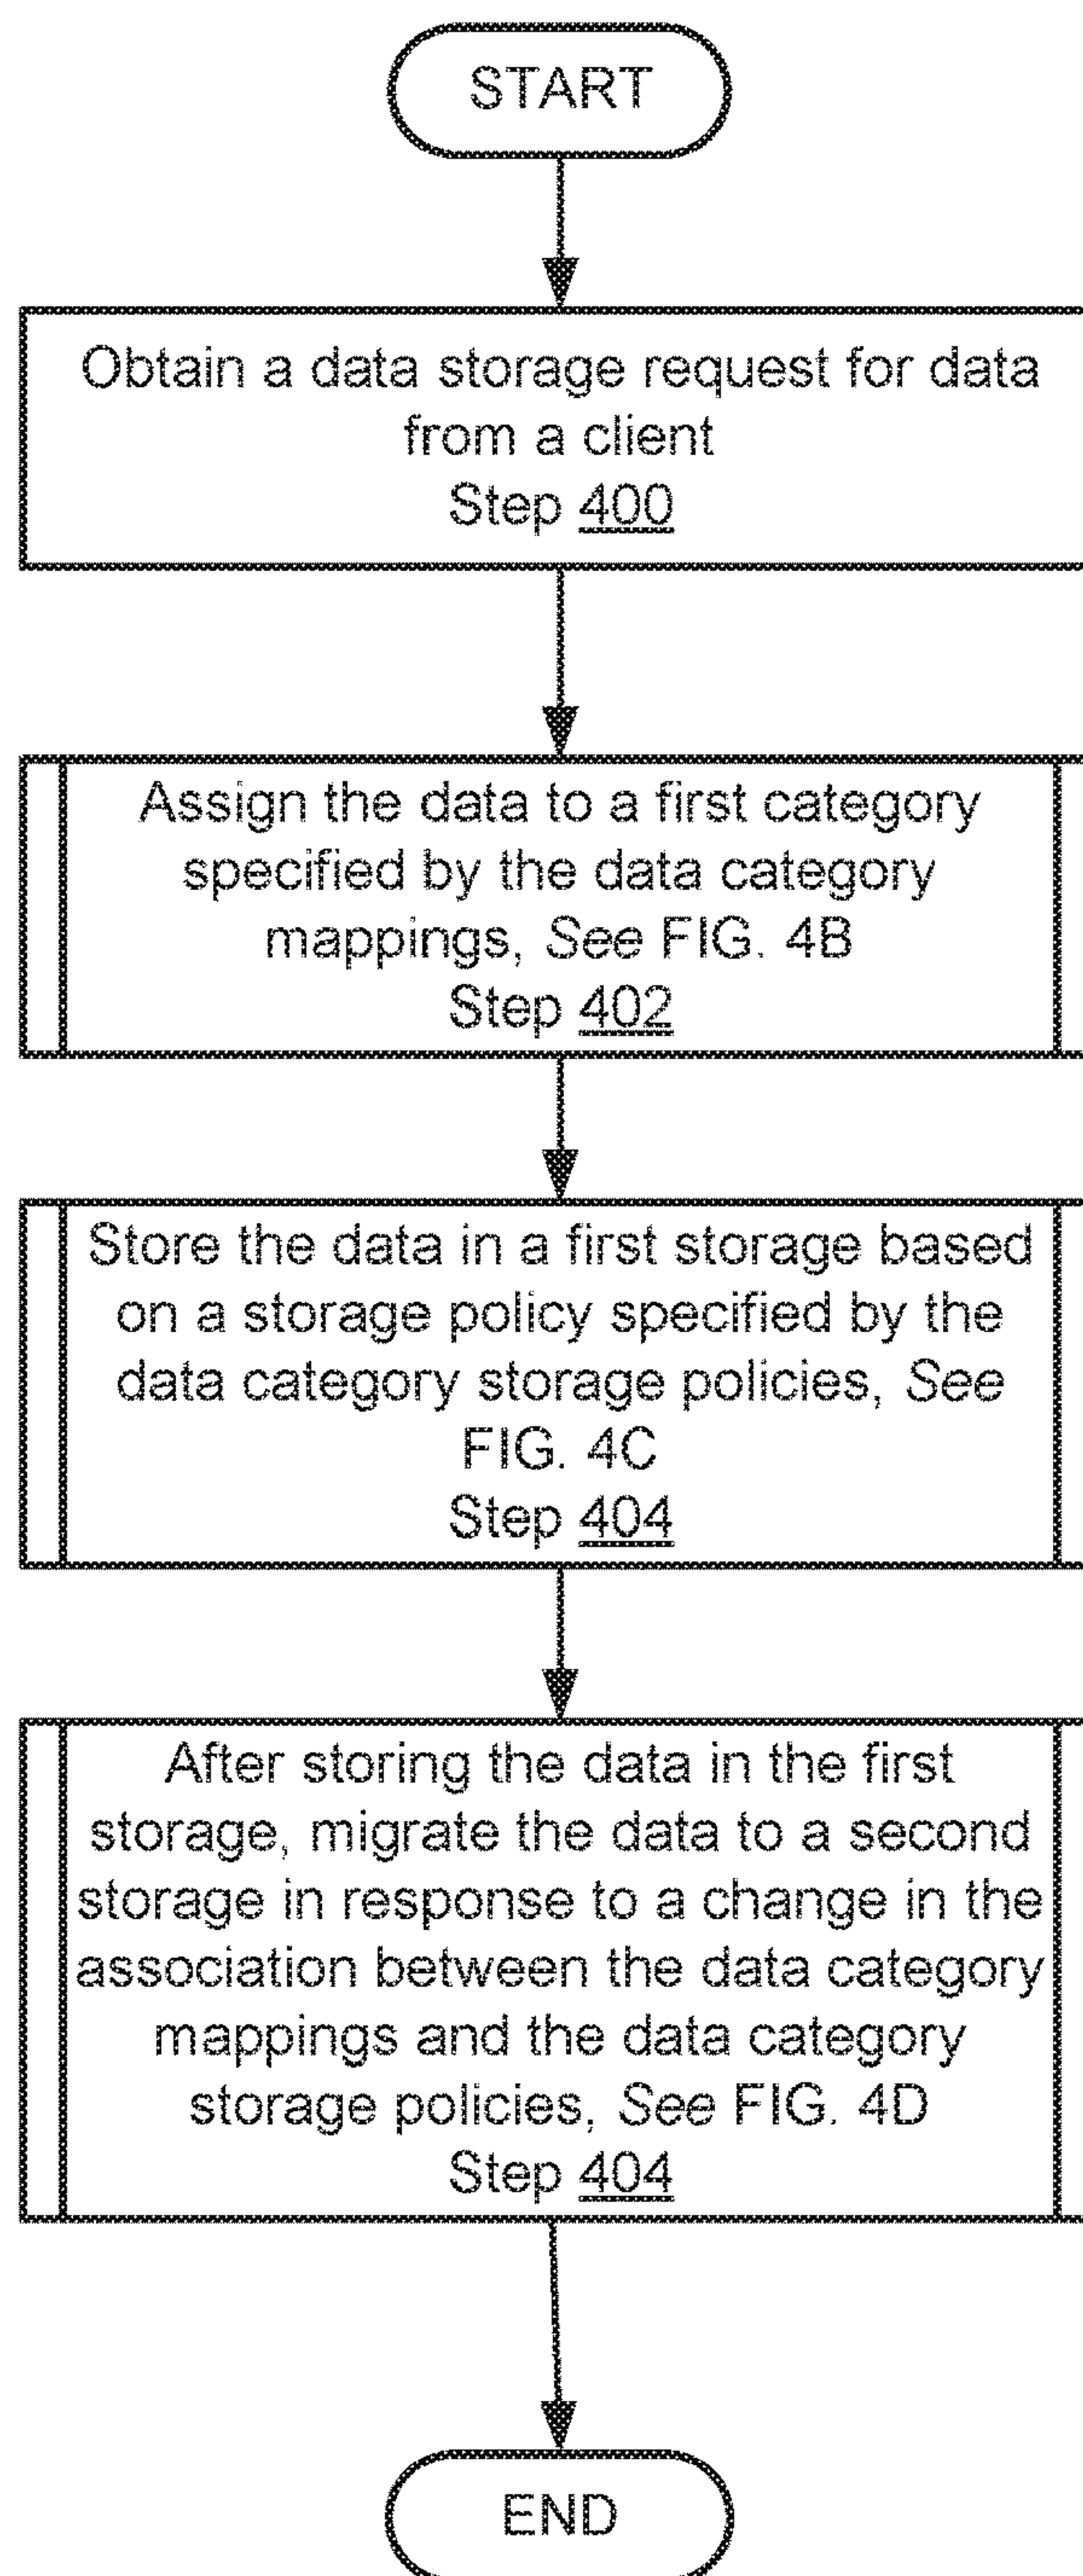 START
Obtain a data storage request for data
from a client
Step 400
Assign the data to a first category
specified by the data category
mappings, See FIG. 4B
Step 402
Store the data in a first storage based
on a storage policy specified by the
data category storage policies, See
FIG. 4C
Step 404
After storing the data in the first
storage, migrate the data to a second
storage in response to a change in the
association between the data category
mappings and the data category
storage policies, See FIG. 4D
Step 404
END